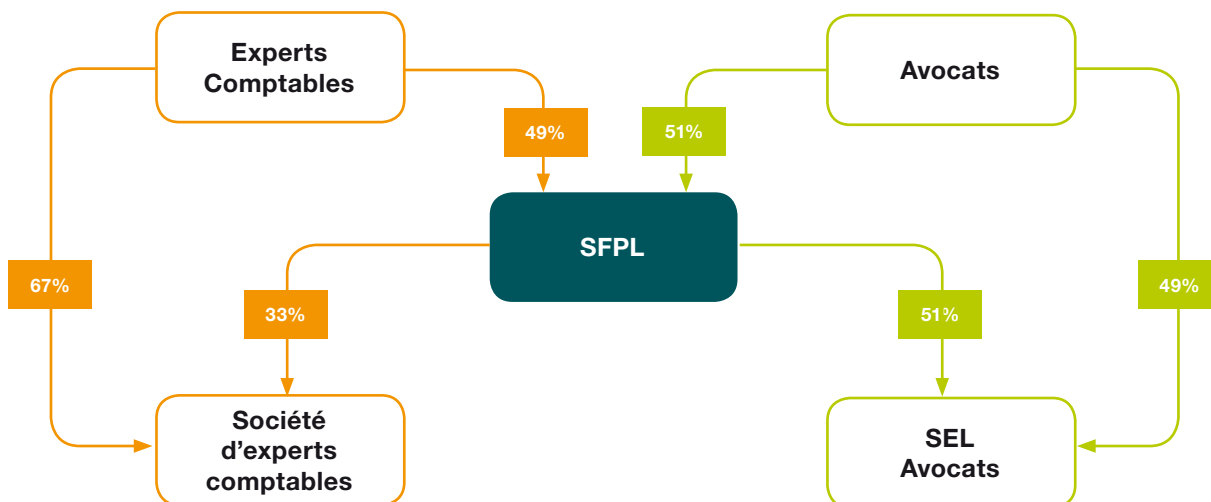 Experts
Comptables
Avocats
49%
51%
SFPL
67%
33%
51%
49%
Société
d'experts
comptables
SEL
Avocats